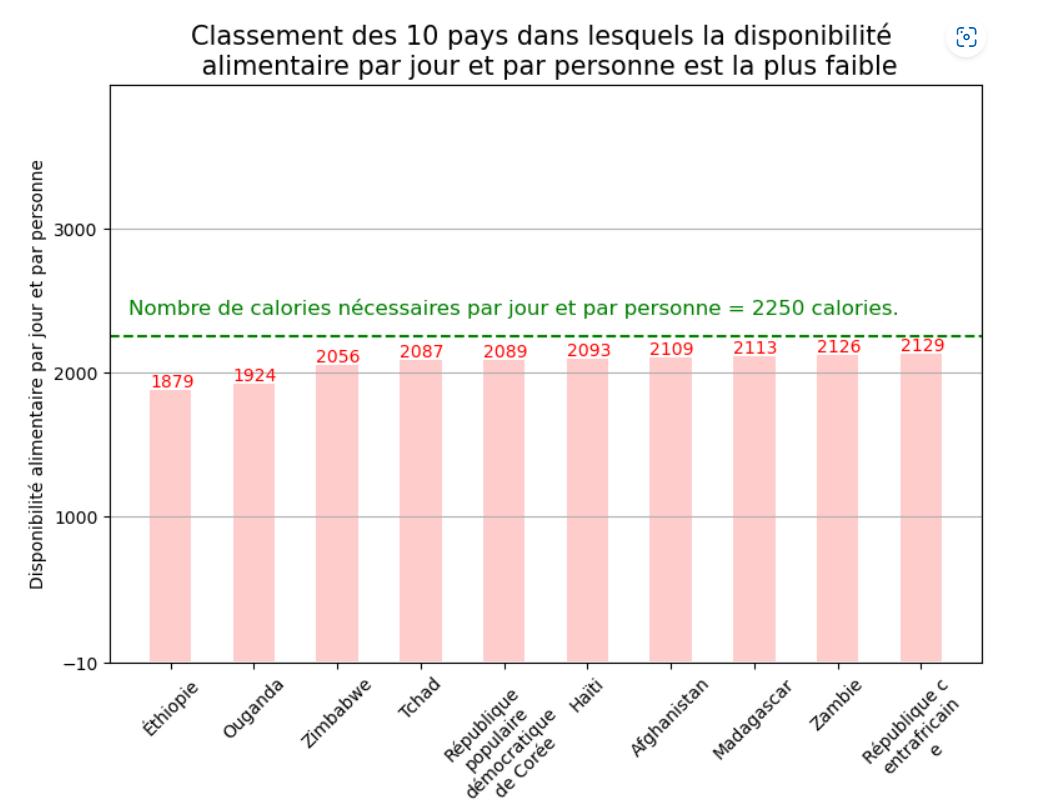 Classement des 10 pays dans lesquels la disponibilité
alimentaire par jour et par personne est la plus faible
Disponibilité alimentaire par jour et par personne
3000
2000
1000
−10
Nombre de calories nécessaires par jour et par personne = 2250 calories.
1879
1924
2056
2087
2089
2093
2109
2113
2126
2129
Éthiopie
Ouganda
Zimbabwe
Tchad
République
populaire
démocratique
de Corée
Haïti
Afghanistan
Madagascar
Zambie
République c
entrafricain
e